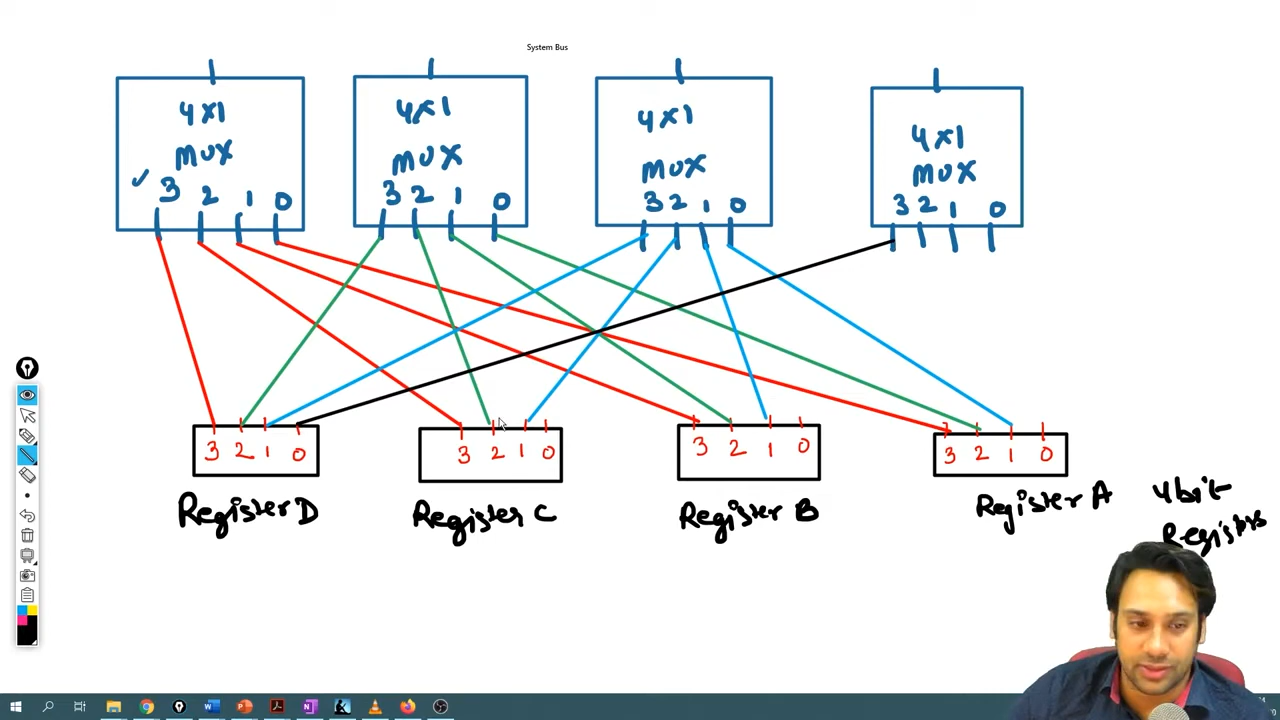 System Bus
4x1
MUX
3 2 1 0
4x1
MUX
3 2 1 0
4x1
MUX
3 2 1 0
4x1
MUX
3 2 1 0
3 2 1 0
Register D
3 2 1 0
Register C
3 2 1 0
Register B
3 2 1 0
Register A
4 bit
Registers